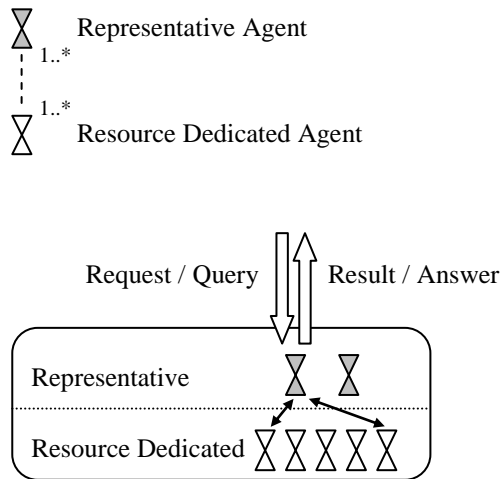 Representative Agent
1..*
1..*
Resource Dedicated Agent
Request / Query
Result / Answer
Representative
Resource Dedicated